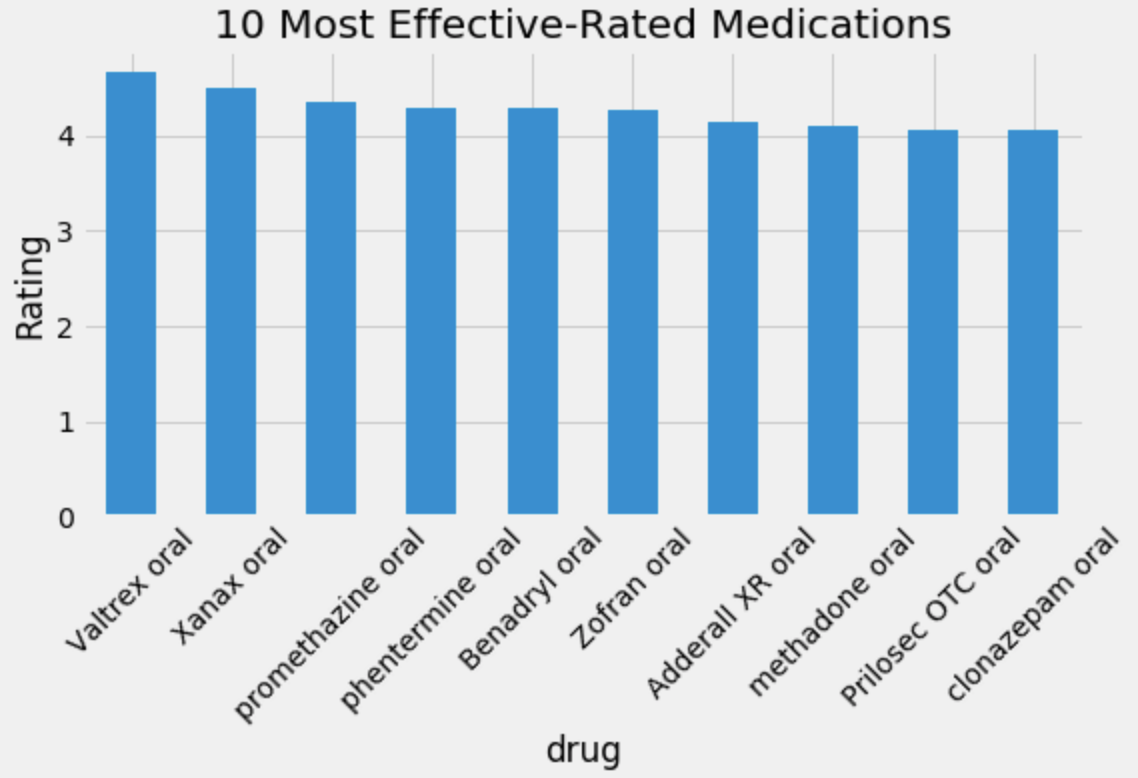 10 Most Effective-Rated Medications
Rating
4
3
2
1
0
Valtrex oral
Xanax oral
promethazine oral
phentermine oral
Benadryl oral
Zofran oral
Adderall XR oral
methadone oral
Prilosec OTC oral
clonazepam oral
drug